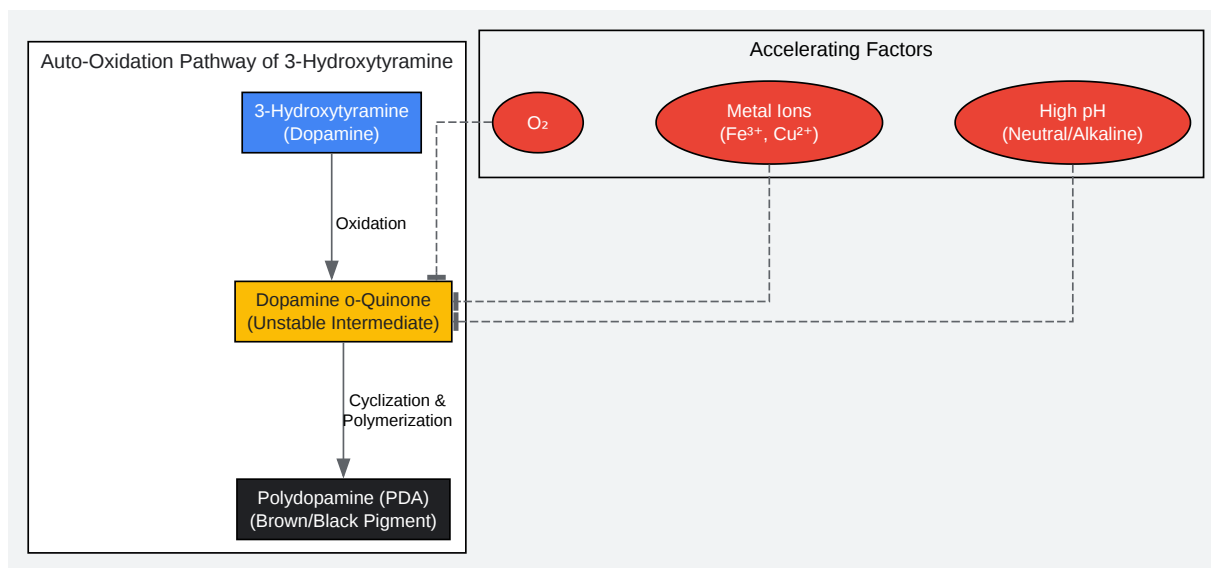 Auto-Oxidation Pathway of 3-Hydroxytyramine
3-Hydroxytyramine
(Dopamine)
Oxidation
Dopamine o-Quinone
(Unstable Intermediate)
Cyclization &
Polymerization
Polydopamine (PDA)
(Brown/Black Pigment)
Accelerating Factors
O₂
Metal Ions
(Fe³⁺, Cu²⁺)
High pH
(Neutral/Alkaline)